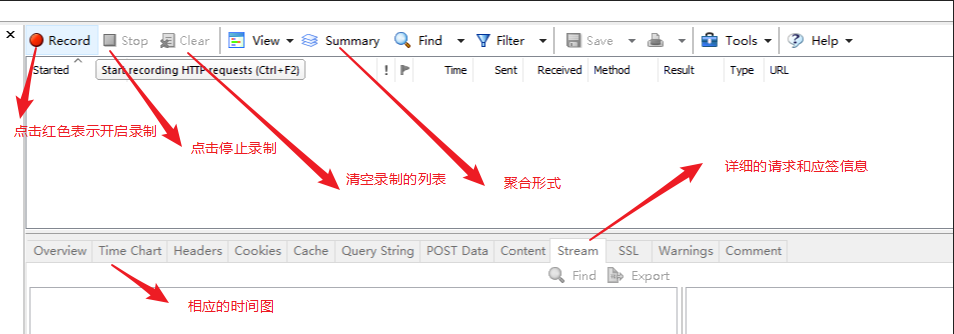 Record Stop Clear View Summary Find Filter Save Tools Help
Started Start recording HTTP requests (Ctrl+F2) ! Time Sent Received Method Result Type URL
点击红色表示开启录制
点击停止录制
清空录制的列表
聚合形式
详细的请求和应签信息
Overview Time Chart Headers Cookies Cache Query String POST Data Content Stream SSL Warnings Comment
Find Export
相应的时间图